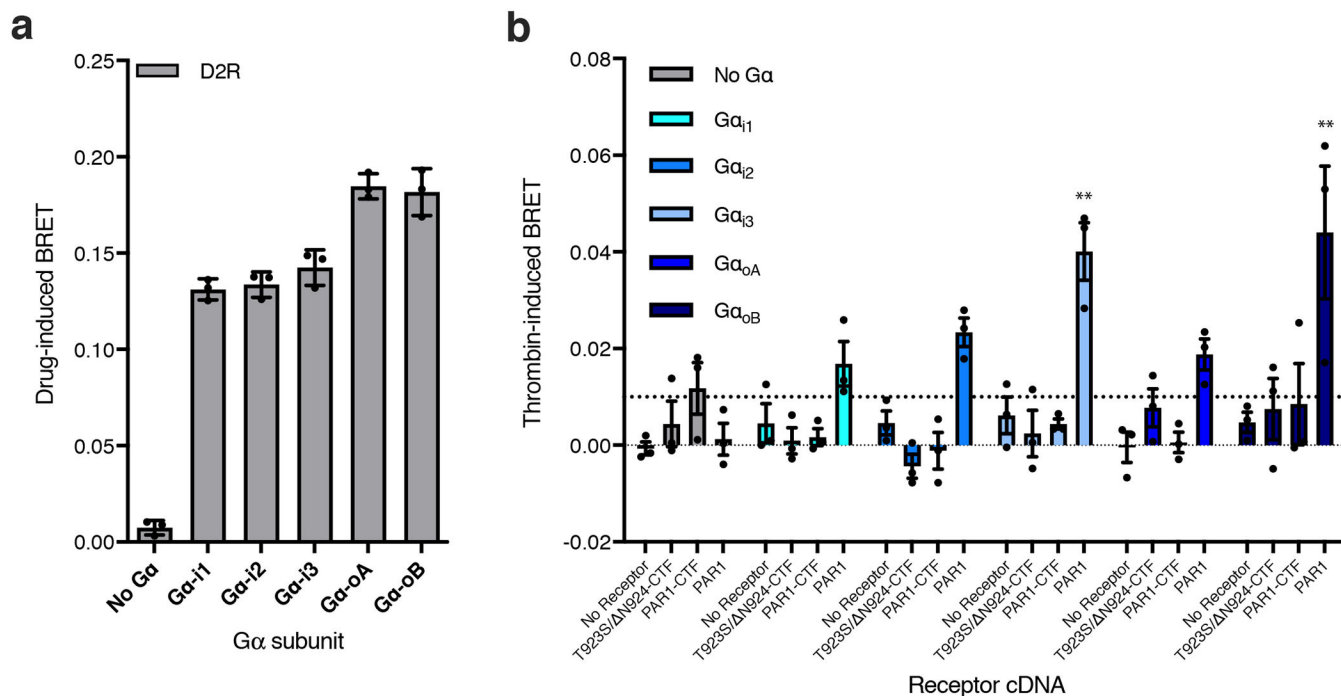 a
0.25
0.20
0.15
0.10
0.05
0.00
Drug-induced BRET
D2R
No Gα
Gα-i1
Gα-i2
Gα-i3
Gα-oA
Gα-oB
Gα subunit
b
0.08
0.06
0.04
0.02
0.00
-0.02
Thrombin-induced BRET
No Gα
Gαi1
Gαi2
Gαi3
GαoA
GαoB
**
**
No Receptor
T923S/ΔN924-CTF
PAR1-CTF
PAR1
No Receptor
T923S/ΔN924-CTF
PAR1-CTF
PAR1
No Receptor
T923S/ΔN924-CTF
PAR1-CTF
PAR1
No Receptor
T923S/ΔN924-CTF
PAR1-CTF
PAR1
No Receptor
T923S/ΔN924-CTF
PAR1-CTF
PAR1
No Receptor
T923S/ΔN924-CTF
PAR1-CTF
PAR1
Receptor cDNA